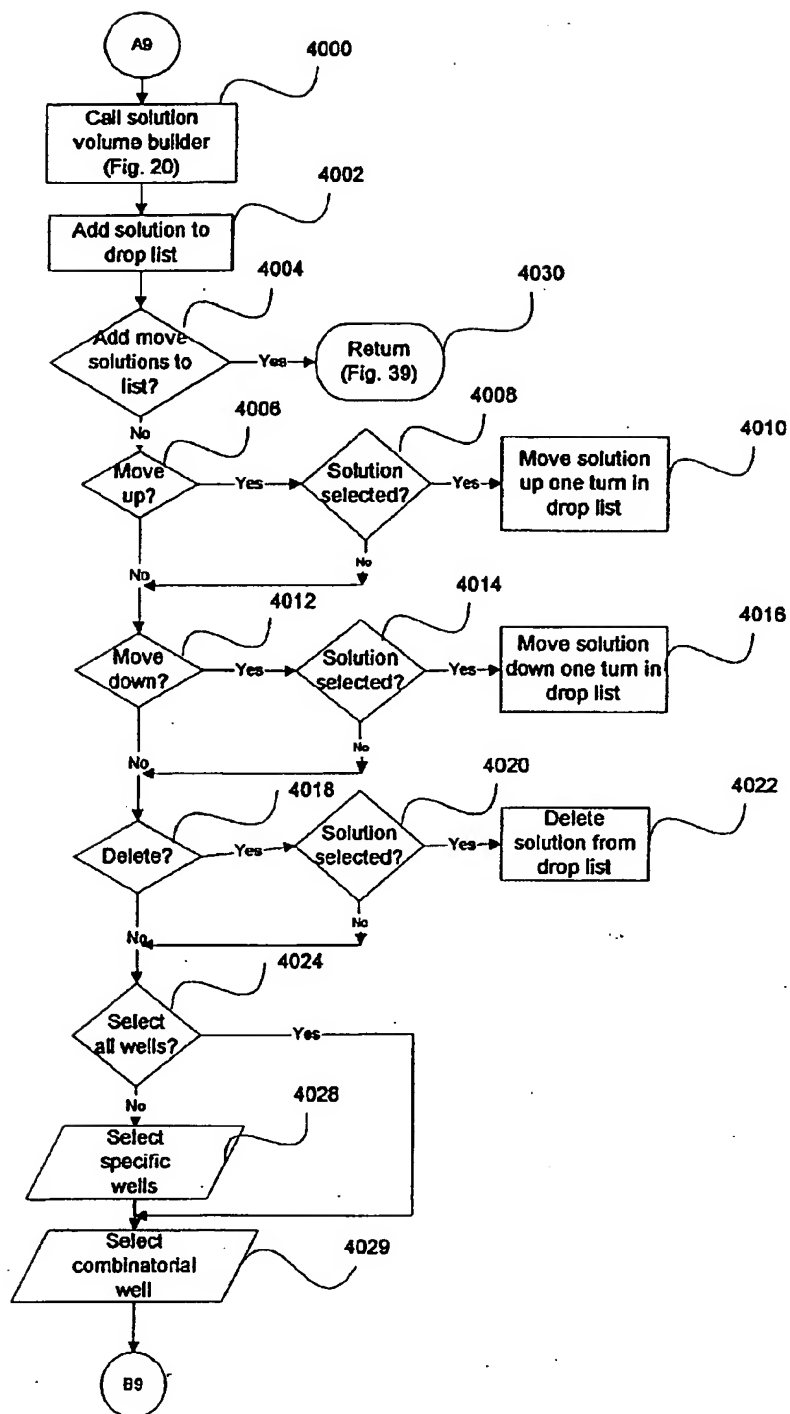 A9
4000
Call solution
volume builder
(Fig. 20)
4002
Add solution to
drop list
4004
Add move
solutions to
list?
Yes
Return
(Fig. 39)
4030
No
4006
Move
up?
Yes
4008
Solution
selected?
Yes
4010
Move solution
up one turn in
drop list
No
No
4012
Move
down?
Yes
4014
Solution
selected?
Yes
4016
Move solution
down one turn in
drop list
No
No
4018
Delete?
Yes
4020
Solution
selected?
Yes
4022
Delete
solution from
drop list
No
No
4024
Select
all wells?
Yes
No
4028
Select
specific
wells
Select
combinatorial
well
4029
B9